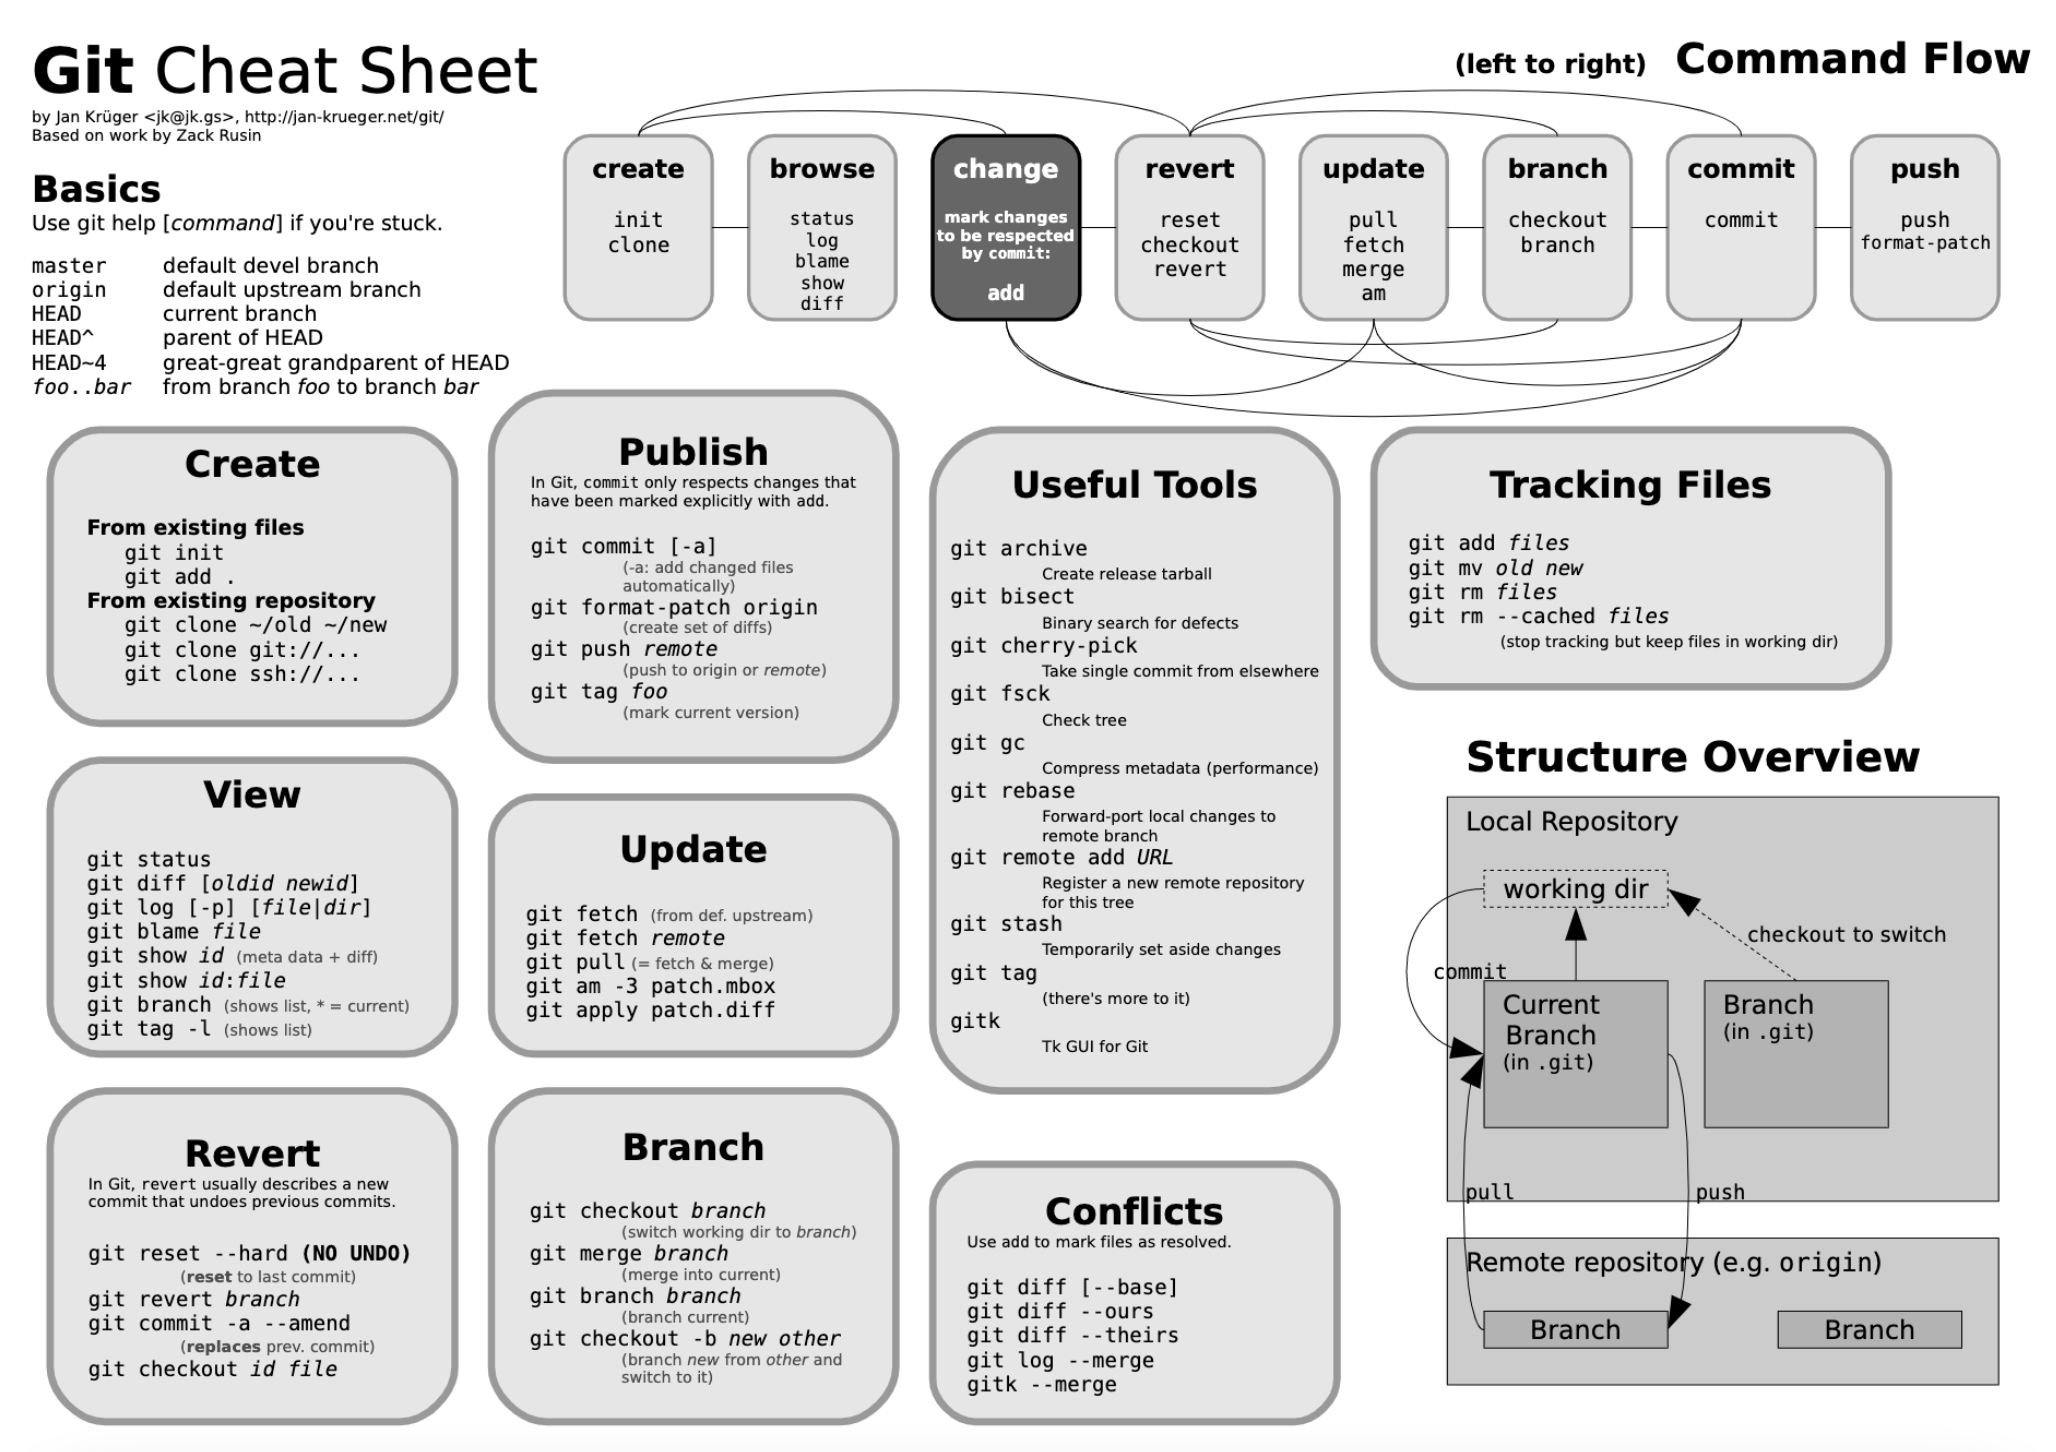 Git Cheat Sheet
by Jan Krüger <jk@jk.gs>, http://jan-krueger.net/git/
Based on work by Zack Rusin
Basics
Use git help [command] if you're stuck.
master default devel branch
origin default upstream branch
HEAD current branch
HEAD^ parent of HEAD
HEAD~4 great-great grandparent of HEAD
foo..bar from branch foo to branch bar
(left to right) Command Flow
create
init
clone
browse
status
log
blame
show
diff
change
mark changes
to be respected
by commit:
add
revert
reset
checkout
revert
update
pull
fetch
merge
am
branch
checkout
branch
commit
commit
push
push
format-patch
Create
From existing files
git init
git add .
From existing repository
git clone ~/old ~/new
git clone git://...
git clone ssh://...
View
git status
git diff [oldid newid]
git log [-p] [file|dir]
git blame file
git show id (meta data + diff)
git show id:file
git branch (shows list, * = current)
git tag -l (shows list)
Revert
In Git, revert usually describes a new
commit that undoes previous commits.
git reset --hard (NO UNDO)
(reset to last commit)
git revert branch
git commit -a --amend
(replaces prev. commit)
git checkout id file
Publish
In Git, commit only respects changes that
have been marked explicitly with add.
git commit [-a]
(-a: add changed files
automatically)
git format-patch origin
(create set of diffs)
git push remote
(push to origin or remote)
git tag foo
(mark current version)
Update
git fetch (from def. upstream)
git fetch remote
git pull (= fetch & merge)
git am -3 patch.mbox
git apply patch.diff
Branch
git checkout branch
(switch working dir to branch)
git merge branch
(merge into current)
git branch branch
(branch current)
git checkout -b new other
(branch new from other and
switch to it)
Useful Tools
git archive
Create release tarball
git bisect
Binary search for defects
git cherry-pick
Take single commit from elsewhere
git fsck
Check tree
git gc
Compress metadata (performance)
git rebase
Forward-port local changes to
remote branch
git remote add URL
Register a new remote repository
for this tree
git stash
Temporarily set aside changes
git tag
(there's more to it)
gitk
Tk GUI for Git
Conflicts
Use add to mark files as resolved.
git diff [--base]
git diff --ours
git diff --theirs
git log --merge
gitk --merge
Tracking Files
git add files
git mv old new
git rm files
git rm --cached files
(stop tracking but keep files in working dir)
Structure Overview
Local Repository
working dir
checkout to switch
commit
Current
Branch
(in .git)
Branch
(in .git)
pull
push
Remote repository (e.g. origin)
Branch
Branch